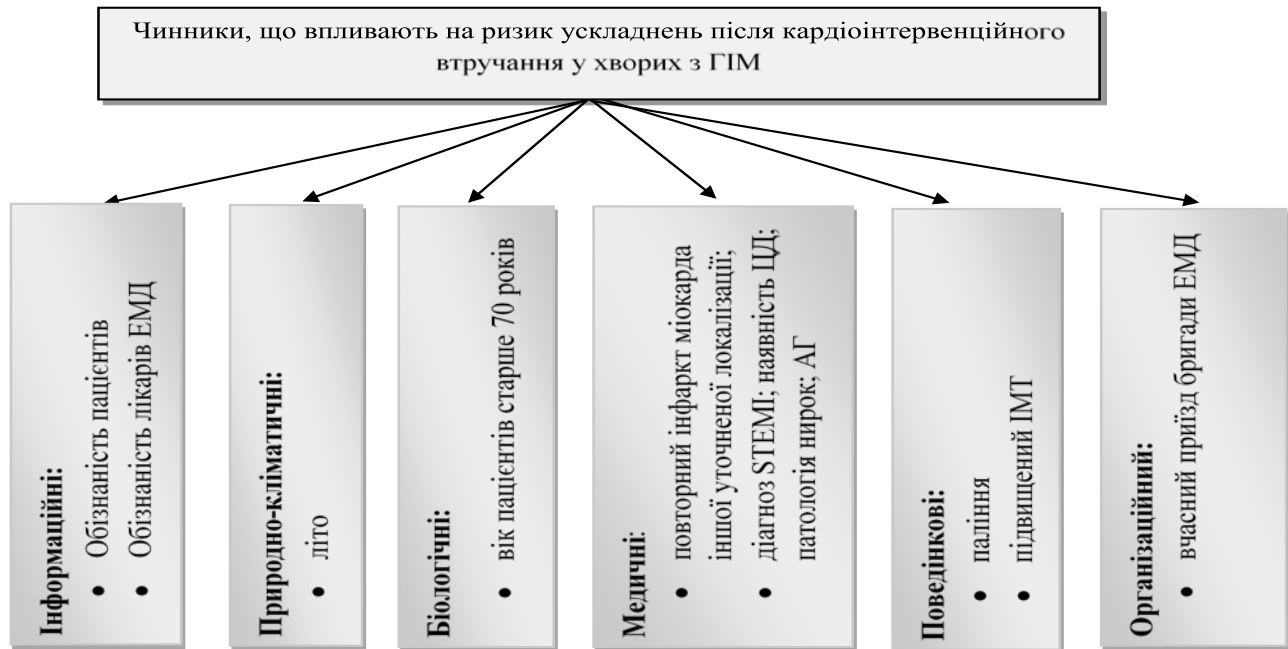 Чинники, що впливають на ризик ускладнень після кардіоінтервенційного
втручання у хворих з ГІМ
Інформаційні:
● Обізнаність пацієнтів
● Обізнаність лікарів ЕМД
Природно-кліматичні:
● літо
Біологічні:
● вік пацієнтів старше 70 років
Медичні:
● повторний інфаркт міокарда
іншої уточненої локалізації;
● діагноз STEMI; наявність ЦД;
патологія нирок; АГ
Поведінкові:
● паління
● підвищений ІМТ
Організаційний:
● вчасний приїзд бригади ЕМД